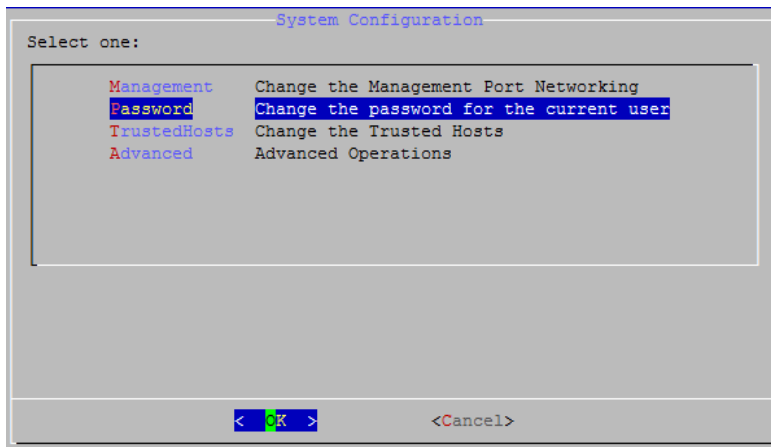 System Configuration
Select one:
Management Change the Management Port Networking
Password Change the password for the current user
TrustedHosts Change the Trusted Hosts
Advanced Advanced Operations
< OK > <Cancel>